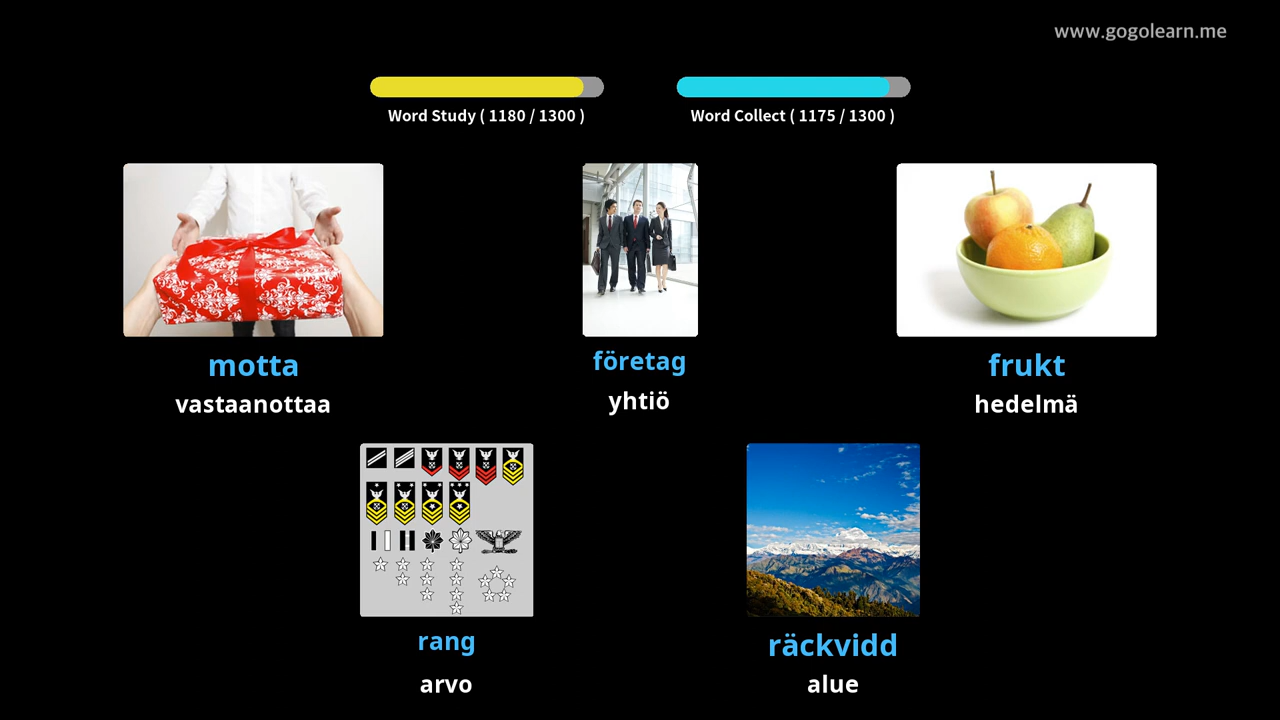 www.gogolearn.me
Word Study ( 1180 / 1300 )
Word Collect ( 1175 / 1300 )
motta
vastaanottaa
företag
yhtiö
frukt
hedelmä
rang
arvo
räckvidd
alue